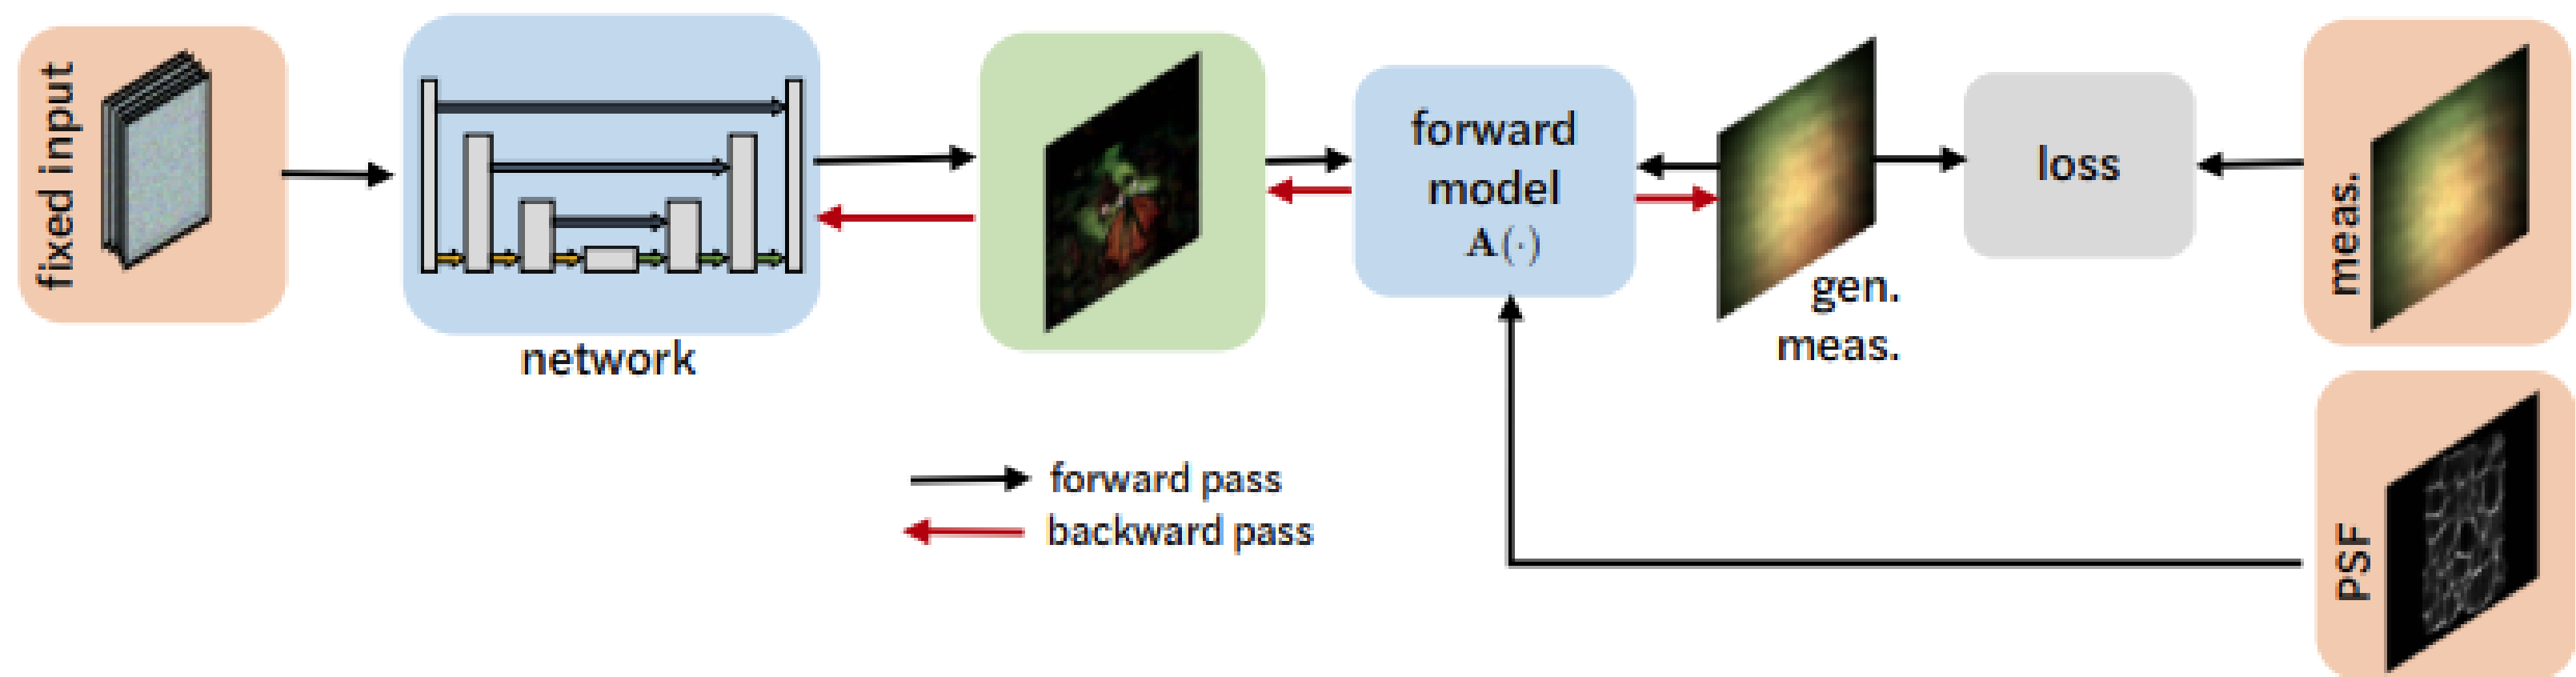 fixed input
network
forward
model
A(·)
gen.
meas.
loss
meas.
PSF
forward pass
backward pass